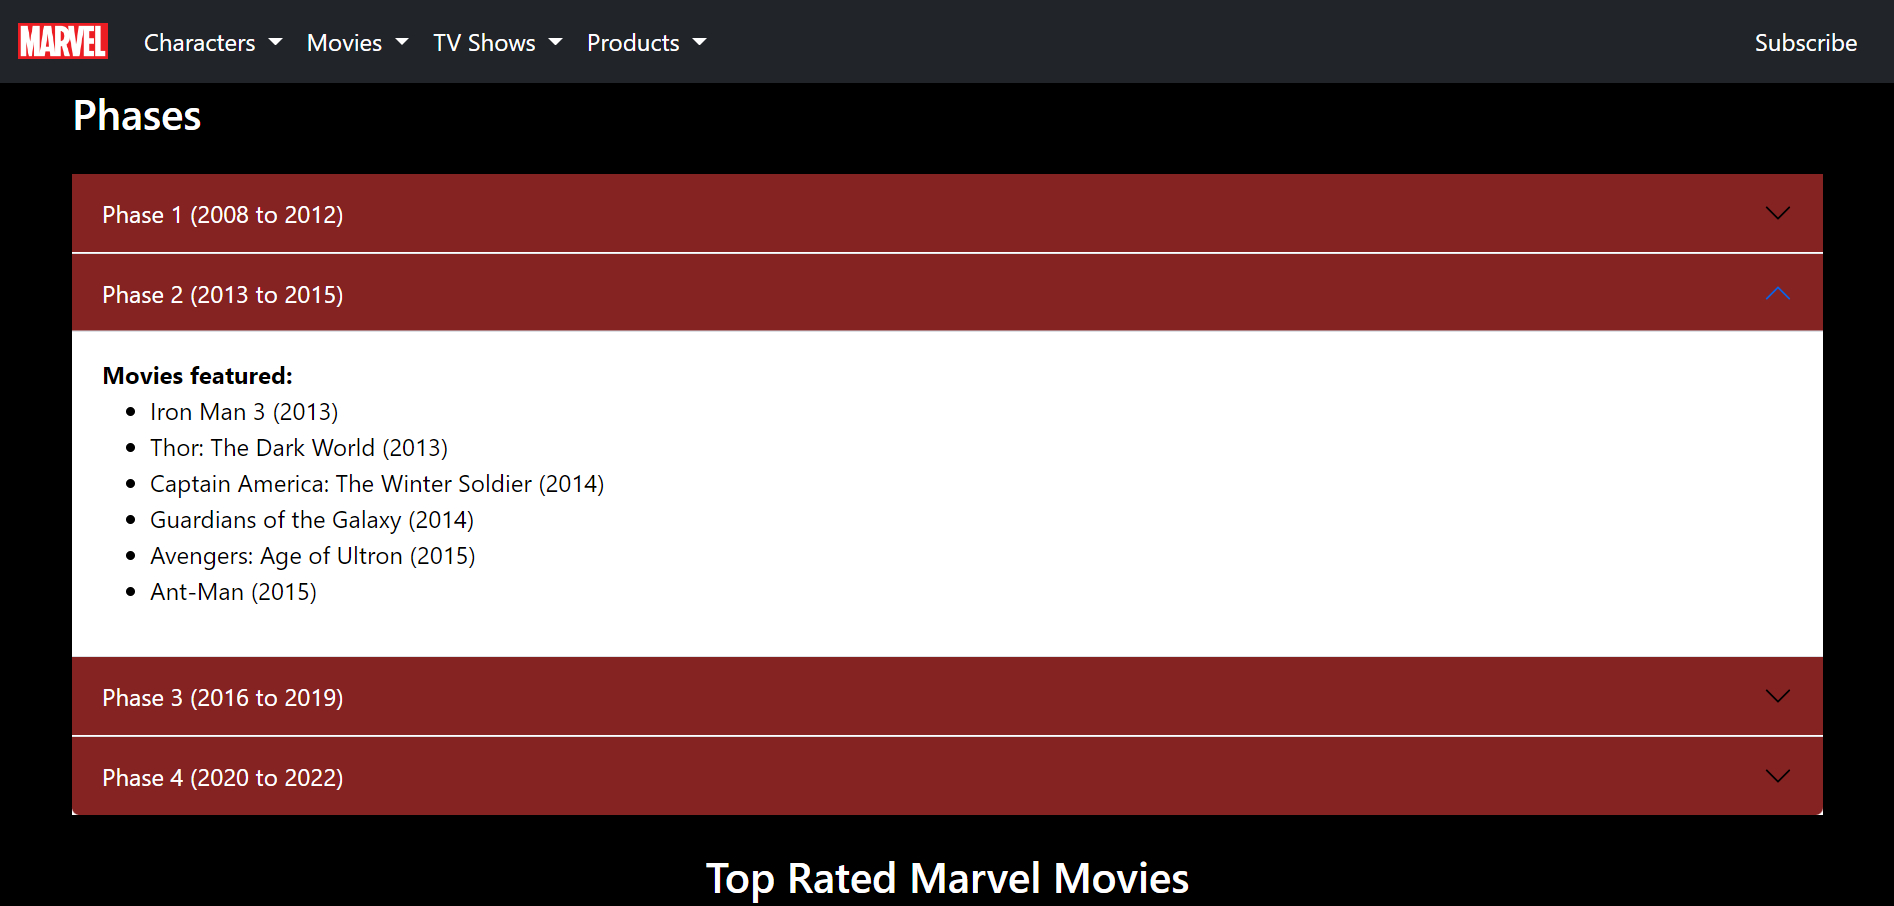 MARVEL Characters Movies TV Shows Products Subscribe
Phases
Phase 1 (2008 to 2012)
Phase 2 (2013 to 2015)
Movies featured:
Iron Man 3 (2013)
Thor: The Dark World (2013)
Captain America: The Winter Soldier (2014)
Guardians of the Galaxy (2014)
Avengers: Age of Ultron (2015)
Ant-Man (2015)
Phase 3 (2016 to 2019)
Phase 4 (2020 to 2022)
Top Rated Marvel Movies